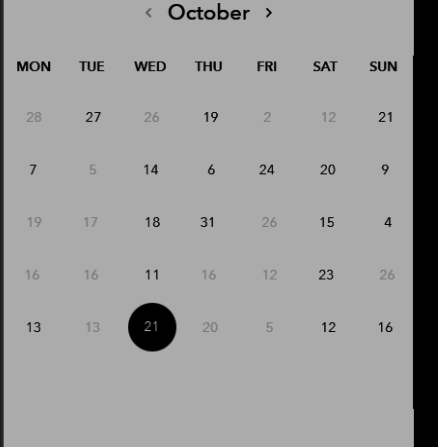 ‹ October ›
MON TUE WED THU FRI SAT SUN
28 27 26 19 2 12 21
7 5 14 6 24 20 9
19 17 18 31 26 15 4
16 16 11 16 12 23 26
13 13 21 20 5 12 16